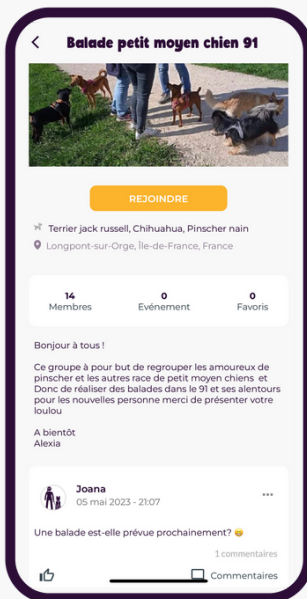 Balade petit moyen chien 91
REJOINDRE
Terrier jack russell, Chihuahua, Pinscher nain
Longpont-sur-Orge, Île-de-France, France
14 0 0
Membres Evénement Favoris
Bonjour à tous !
Ce groupe à pour but de regrouper les amoureux de
pinscher et les autres race de petit moyen chiens et
Donc de réaliser des balades dans le 91 et ses alentours
pour les nouvelles personne merci de présenter votre
loulou
A bientôt
Alexia
Joana
05 mai 2023 - 21:07
Une balade est-elle prévue prochainement? 😄
1 commentaires
Commentaires